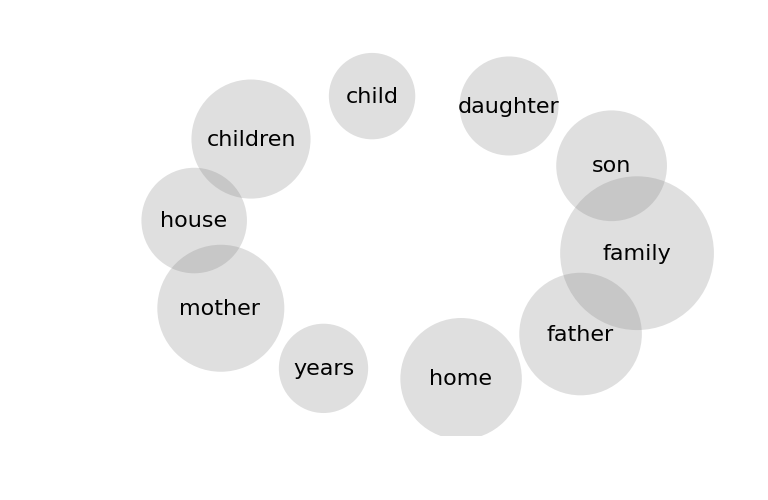 child
daughter
children
son
house
family
mother
father
years
home